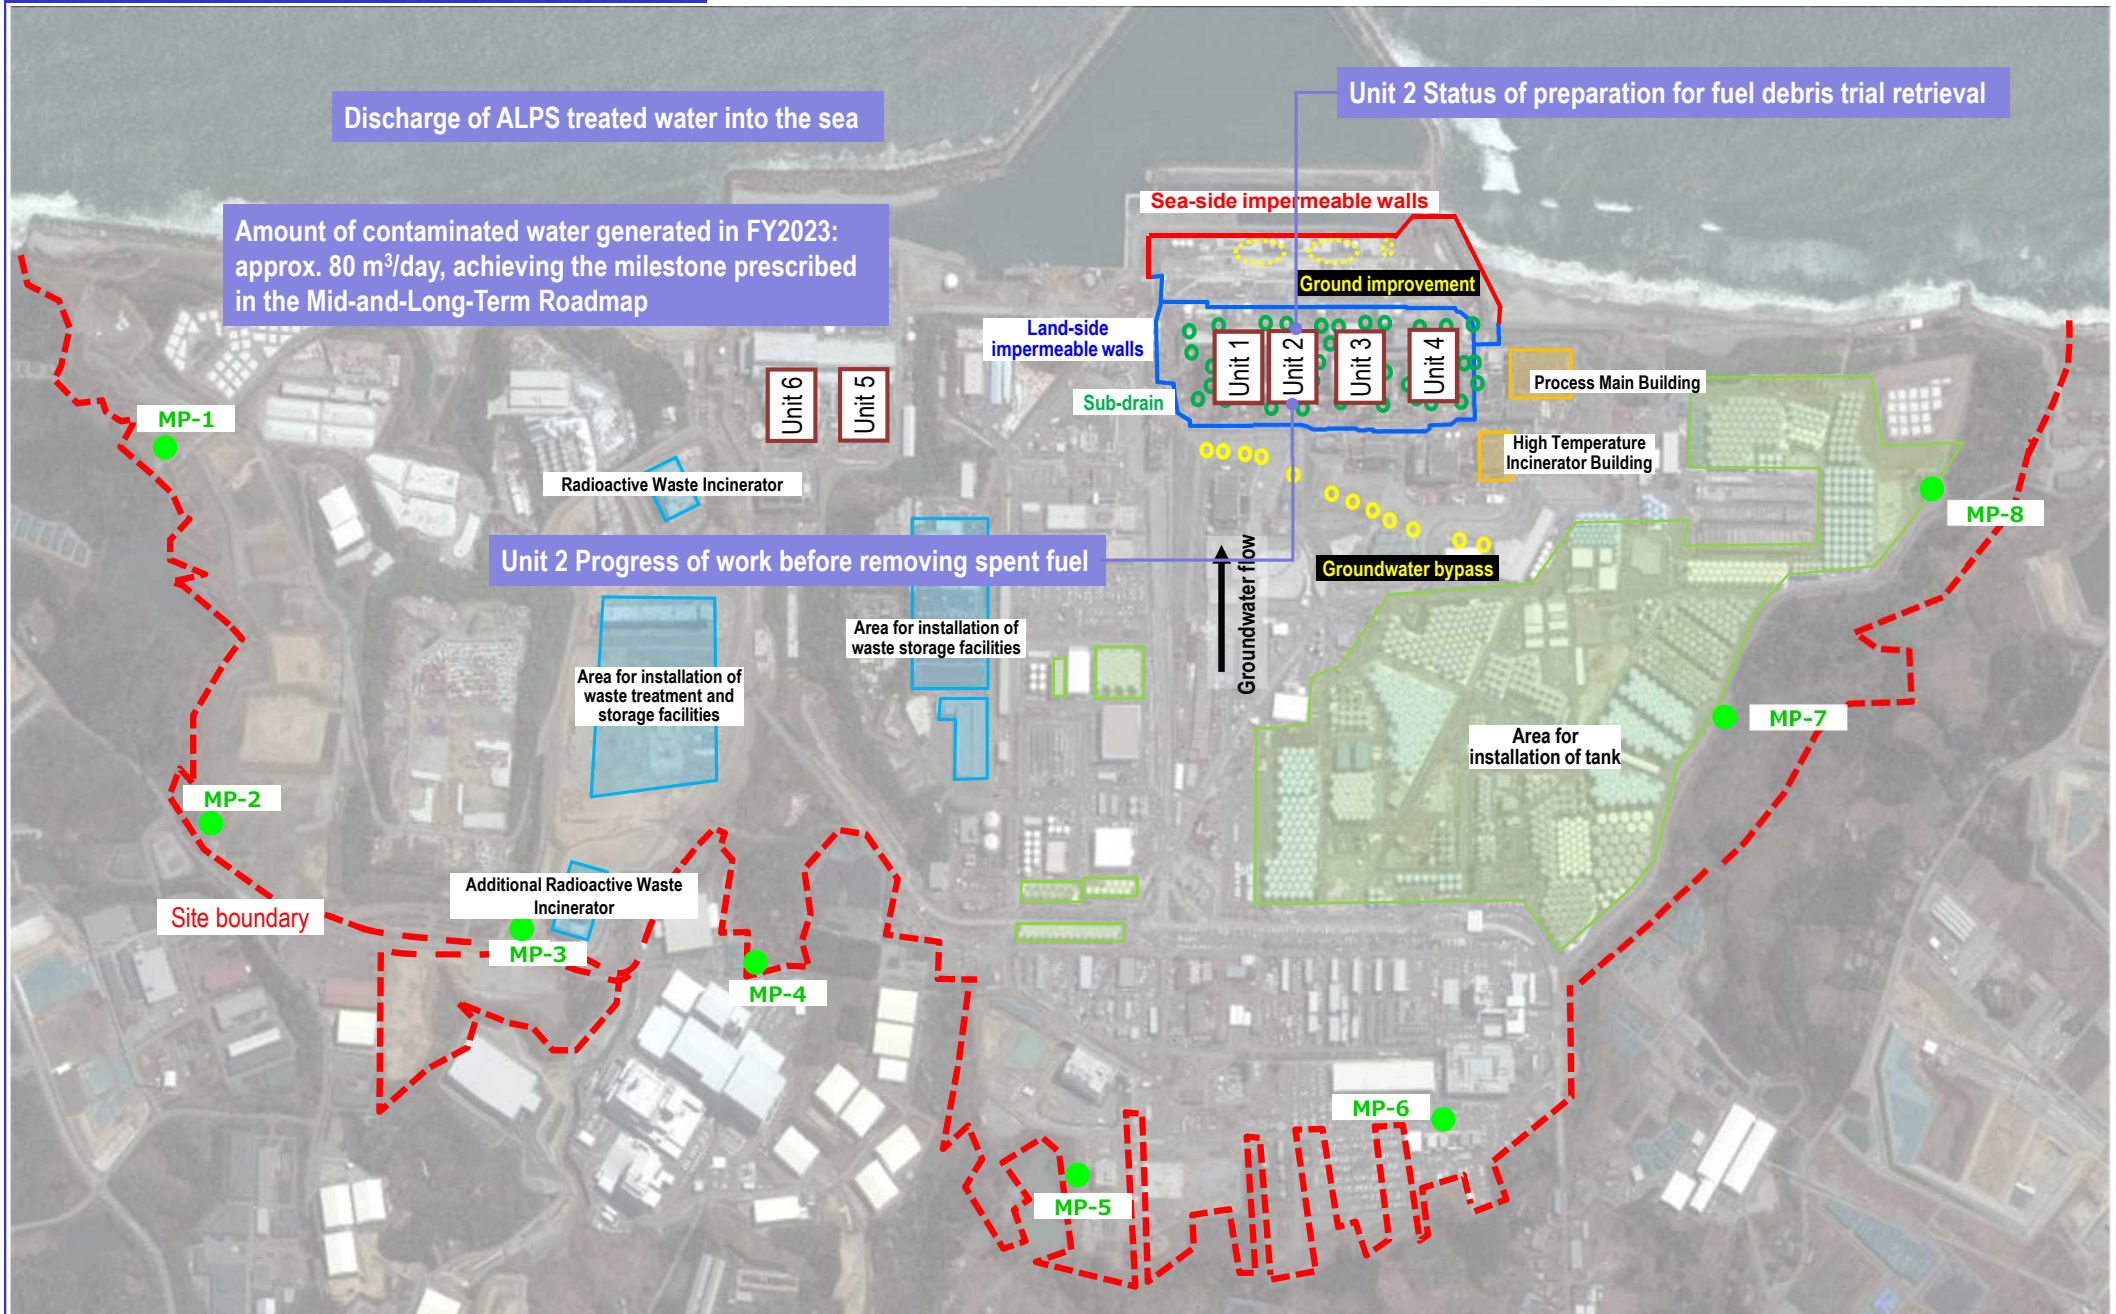 Discharge of ALPS treated water into the sea
Unit 2 Status of preparation for fuel debris trial retrieval
Amount of contaminated water generated in FY2023:
approx. 80 m³/day, achieving the milestone prescribed
in the Mid-and-Long-Term Roadmap
Sea-side impermeable walls
Ground improvement
Land-side
impermeable walls
Sub-drain
Unit 1
Unit 2
Unit 3
Unit 4
Unit 6
Unit 5
Process Main Building
High Temperature
Incinerator Building
MP-1
Radioactive Waste Incinerator
MP-8
Unit 2 Progress of work before removing spent fuel
Groundwater bypass
Groundwater flow
Area for installation of
waste storage facilities
Area for installation of
waste treatment and
storage facilities
MP-7
Area for
installation of tank
MP-2
Additional Radioactive Waste
Incinerator
Site boundary
MP-3
MP-4
MP-6
MP-5